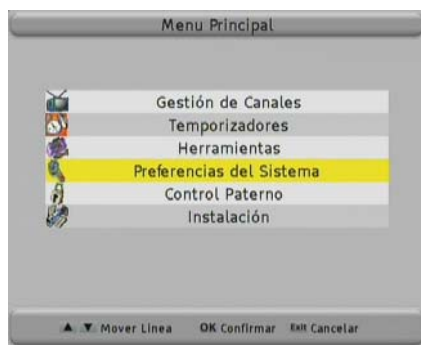 Menu Principal
Gestión de Canales
Temporizadores
Herramientas
Preferencias del Sistema
Control Paterno
Instalación
▲ ▼ Mover Linea OK Confirmar Exit Cancelar